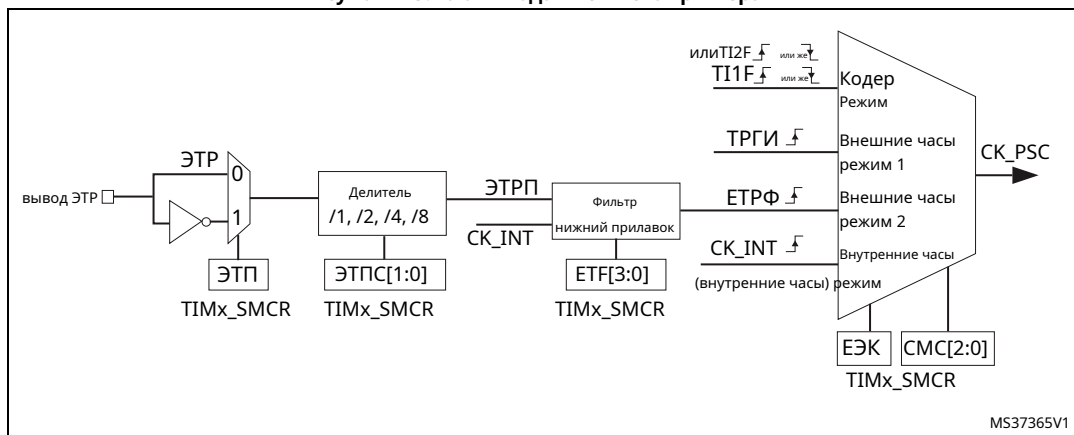 илиTI2F или же
TI1F или же
Кодер
Режим
ТРГИ
Внешние часы
режим 1
CK_PSC
ЭТР
0
1
вывод ЭТР
Делитель
/1, /2, /4, /8
ЭТРП
CK_INT
Фильтр
нижний прилавок
ЕТРФ
Внешние часы
режим 2
CK_INT
Внутренние часы
(внутренние часы) режим
ЭТП
TIMx_SMCR
ЭТПС[1:0]
TIMx_SMCR
ETF[3:0]
TIMx_SMCR
ЕЭК
СМС[2:0]
TIMx_SMCR
MS37365V1